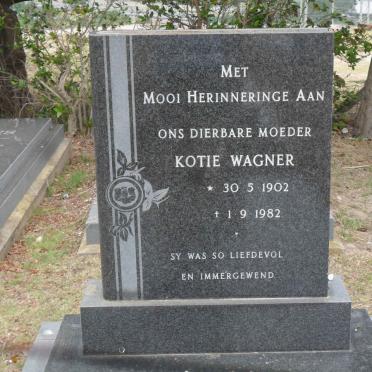 Met
Mooi Herinneringe Aan
ons dierbare moeder
KOTIE WAGNER
* 30·5·1902
† 1·9·1982
SY WAS SO LIEFDEVOL
EN IMMERGEWEND